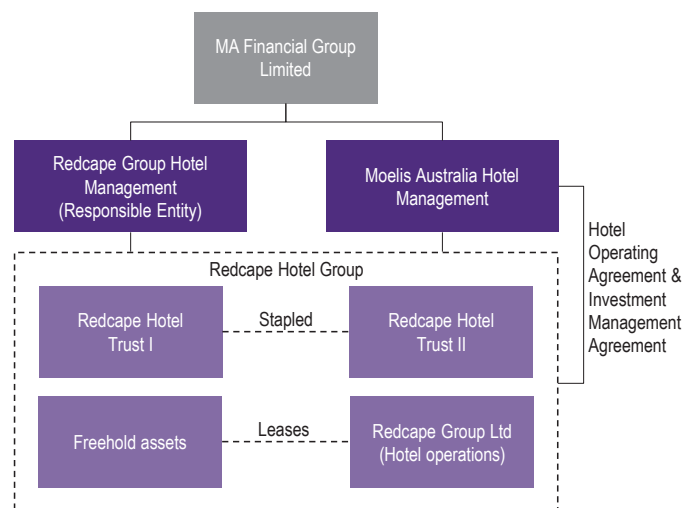 MA Financial Group
Limited
Redcape Group Hotel
Management
(Responsible Entity)
Moelis Australia Hotel
Management
Hotel
Operating
Agreement &
Investment
Management
Agreement
Redcape Hotel Group
Redcape Hotel
Trust I
Stapled
Redcape Hotel
Trust II
Freehold assets
Leases
Redcape Group Ltd
(Hotel operations)